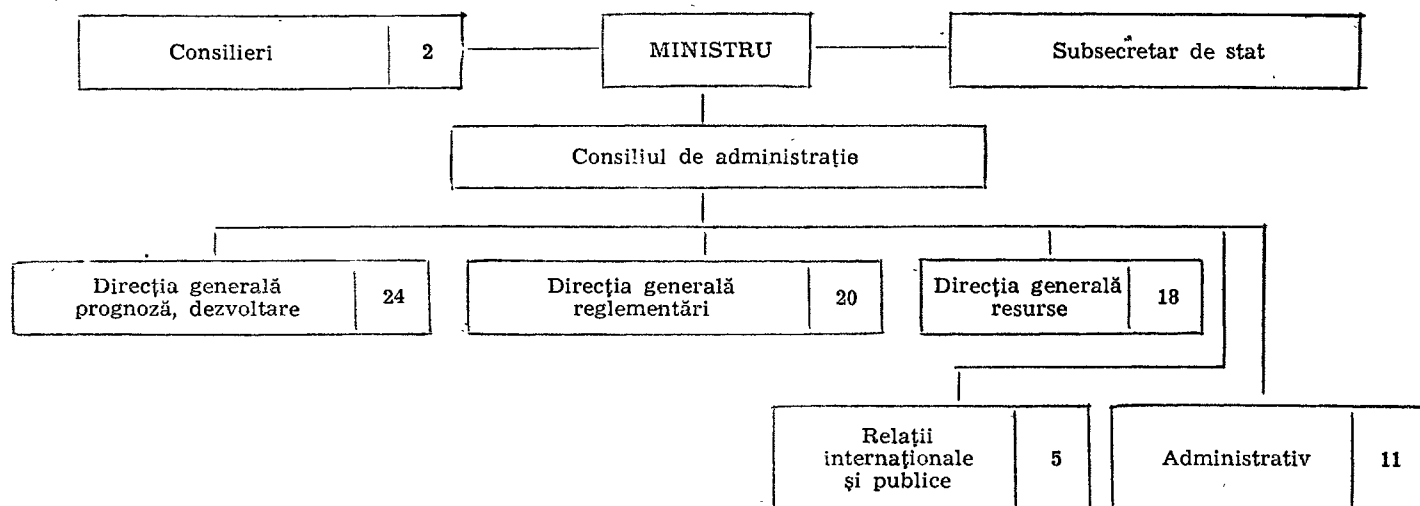 Consilieri 2 MINISTRU Subsecretar de stat
Consiliul de administrație
Direcția generală
prognoză, dezvoltare
24
Direcția generală
reglementări
20
Direcția generală
resurse
18
Relații
internaționale
și publice
5
Administrativ 11